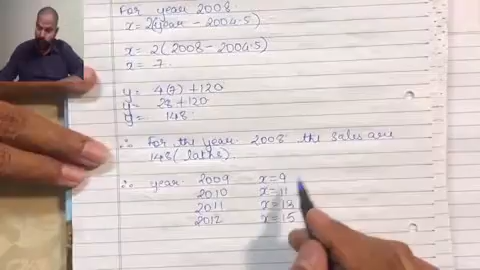 For year 2008.
x = 2(year - 2004.5)
x = 2(2008 - 2004.5)
x = 7.
y = 4(7) + 120
y = 28 + 120
y = 148
∴ For the year 2008 the sales are
148 (lakhs).
∴ year 2009 x = 9
2010 x = 11
2011 x = 13
2012 x = 15